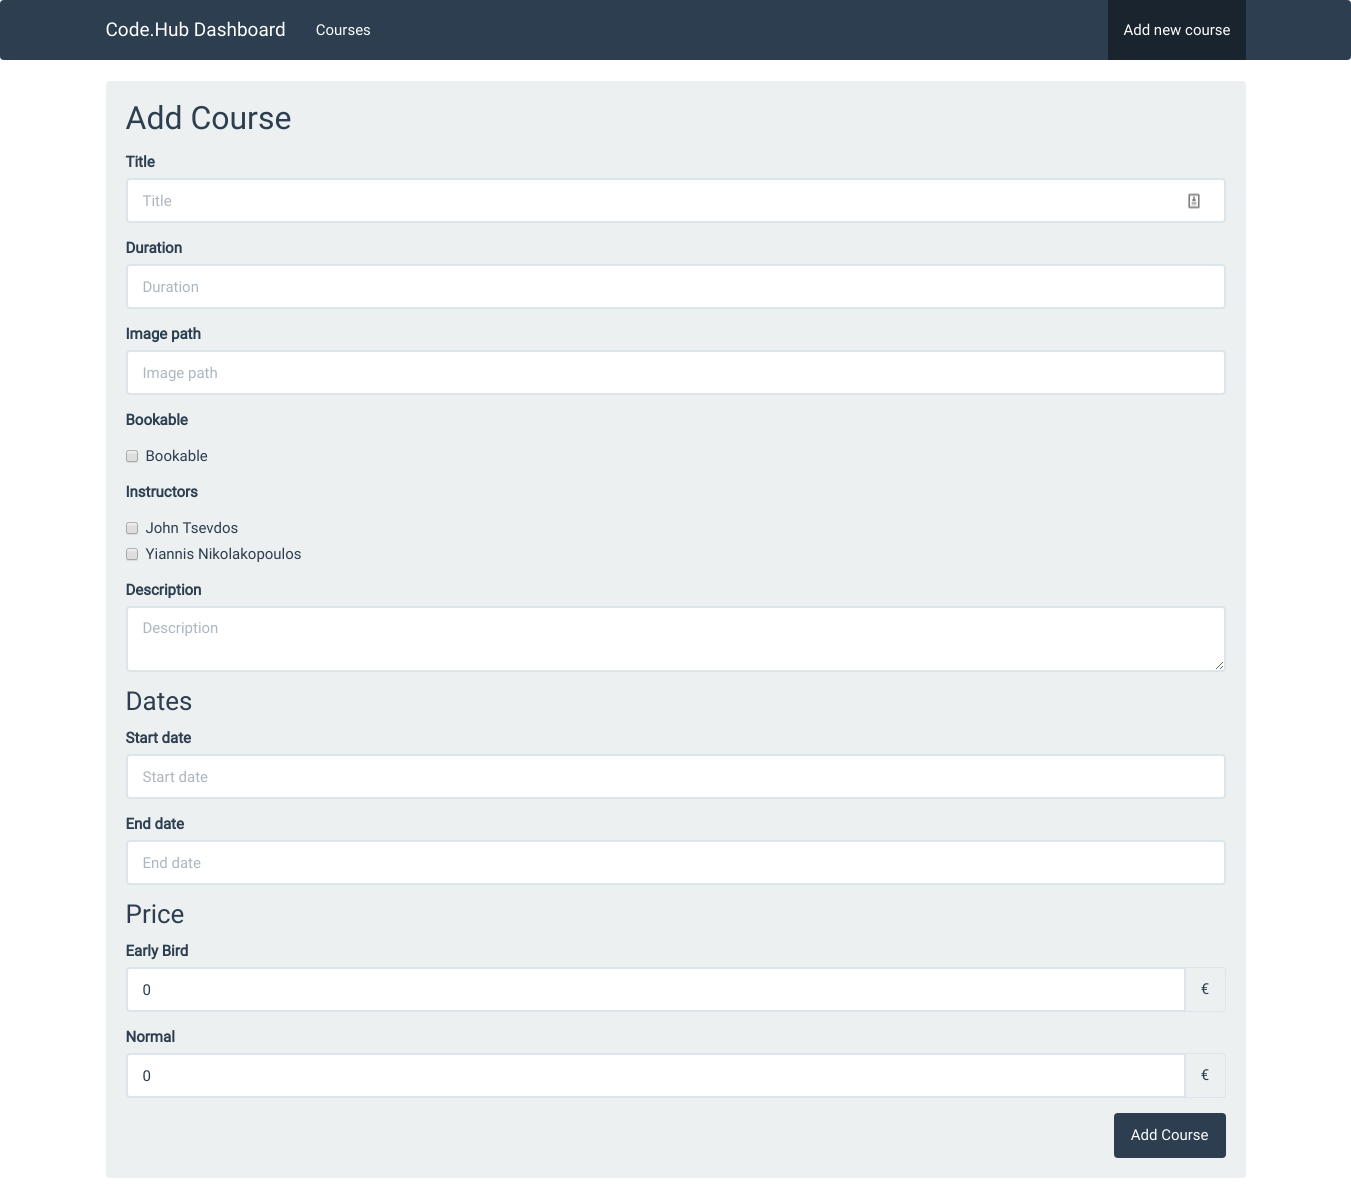 Code.Hub Dashboard Courses Add new course
Add Course
Title
Title
Duration
Duration
Image path
Image path
Bookable
Bookable
Instructors
John Tsevdos
Yiannis Nikolakopoulos
Description
Description
Dates
Start date
Start date
End date
End date
Price
Early Bird
0 €
Normal
0 €
Add Course